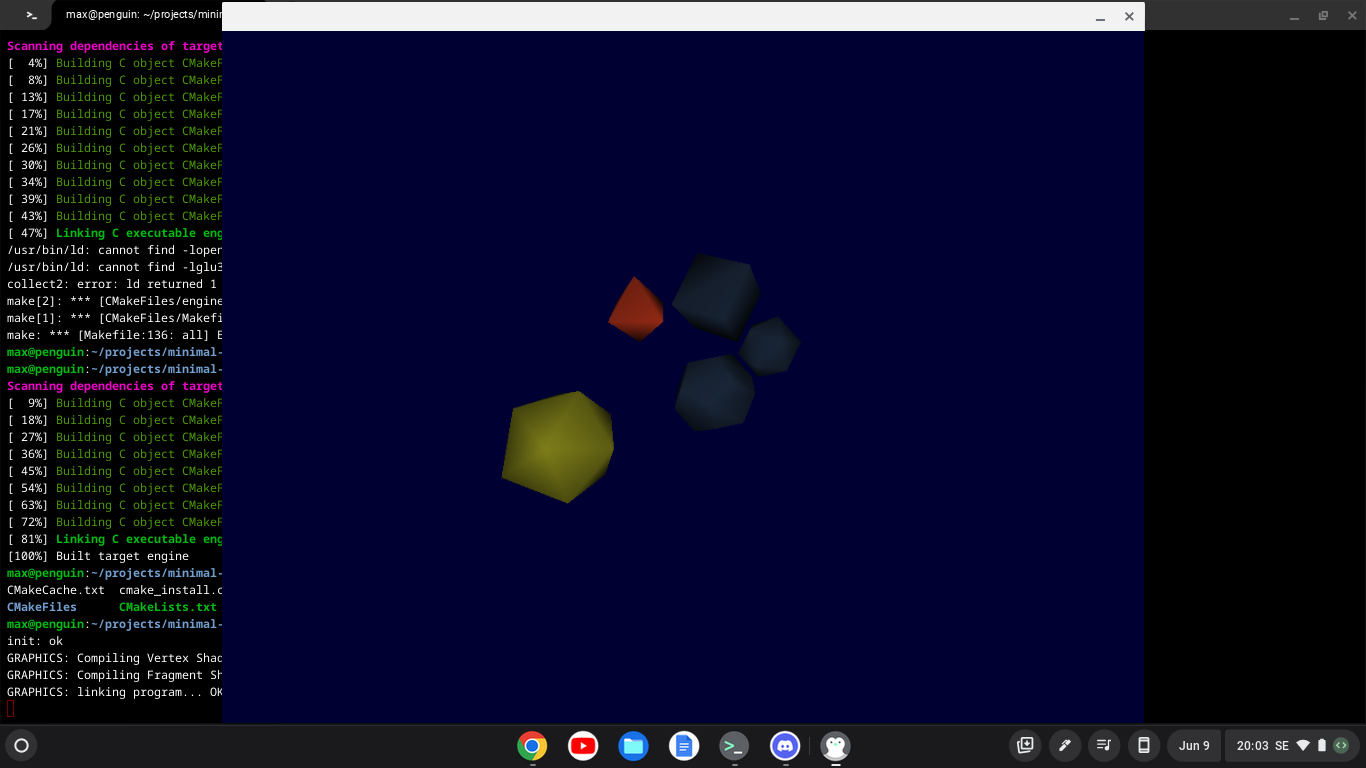 max@penguin: ~/projects/minin
Scanning dependencies of target
[  4%] Building C object CMakeF
[  8%] Building C object CMakeF
[ 13%] Building C object CMakeF
[ 17%] Building C object CMakeF
[ 21%] Building C object CMakeF
[ 26%] Building C object CMakeF
[ 30%] Building C object CMakeF
[ 34%] Building C object CMakeF
[ 39%] Building C object CMakeF
[ 43%] Building C object CMakeF
[ 47%] Linking C executable eng
/usr/bin/ld: cannot find -lopen
/usr/bin/ld: cannot find -lglu3
collect2: error: ld returned 1
make[2]: *** [CMakeFiles/engine
make[1]: *** [CMakeFiles/Makefi
make: *** [Makefile:136: all] E
max@penguin:~/projects/minimal-
max@penguin:~/projects/minimal-
Scanning dependencies of target
[  9%] Building C object CMakeF
[ 18%] Building C object CMakeF
[ 27%] Building C object CMakeF
[ 36%] Building C object CMakeF
[ 45%] Building C object CMakeF
[ 54%] Building C object CMakeF
[ 63%] Building C object CMakeF
[ 72%] Building C object CMakeF
[ 81%] Linking C executable eng
[100%] Built target engine
max@penguin:~/projects/minimal-
CMakeCache.txt  cmake_install.c
CMakeFiles      CMakeLists.txt
max@penguin:~/projects/minimal-
init: ok
GRAPHICS: Compiling Vertex Shad
GRAPHICS: Compiling Fragment Sh
GRAPHICS: linking program... OK
Jun 9 20:03 SE